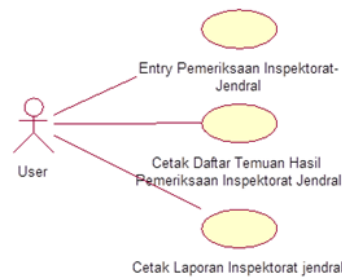 Entry Pemeriksaan Inspektorat-
Jendral
User
Cetak Daftar Temuan Hasil
Pemeriksaan Inspektorat Jendral
Cetak Laporan Inspektorat jendral